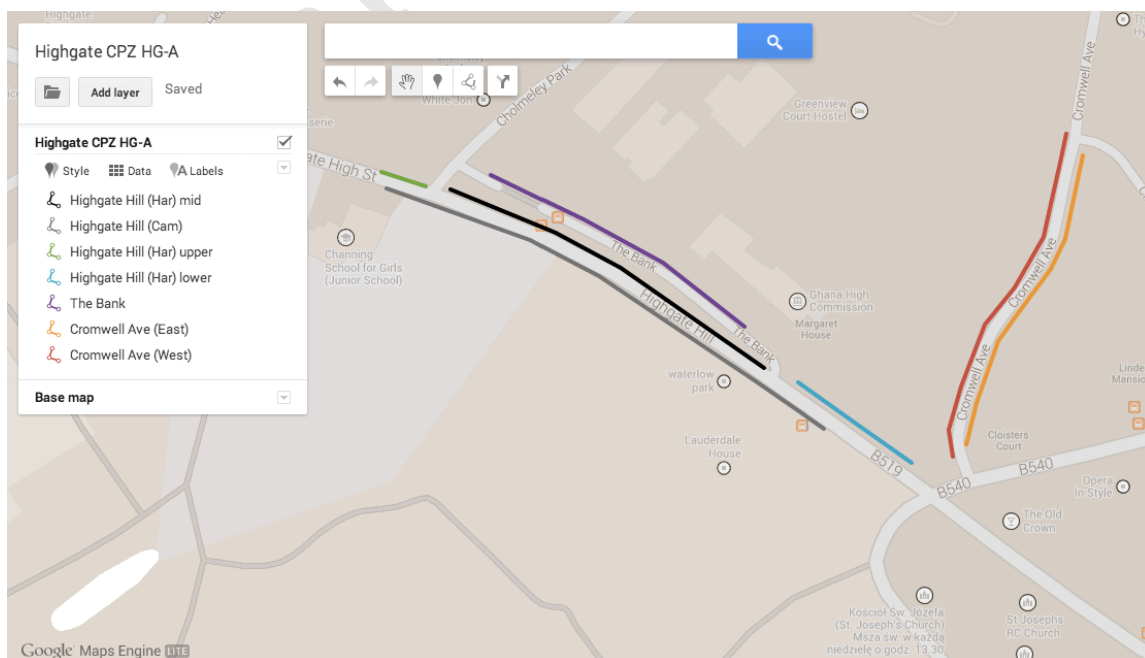 Highgate
Highgate CPZ HG-A
Add layer
Saved
Highgate CPZ HG-A
Style
Data
Labels
Highgate Hill (Har) mid
Highgate Hill (Cam)
Highgate Hill (Har) upper
Highgate Hill (Har) lower
The Bank
Cromwell Ave (East)
Cromwell Ave (West)
Base map
White Jon
Cholmeley Park
Greenview
Court Hostel
Cromwell Ave
ate High St
Channing
School for Girls
(Junior School)
The Bank
Highgate Hill
The Bank
Ghana High
Commission
Margaret
House
Cromwell Ave
Cromwell Ave
waterlow
park
Lauderdale
House
B519
Linde
Mansio
Cloisters
Court
B540
B540
Opera
In Style
The Old
Crown
Kościół Św. Józefa
(St. Joseph's Church)
Msza św. w każdą
niedzielę o godz. 13.30
St Josephs
RC Church
Google Maps Engine LITE